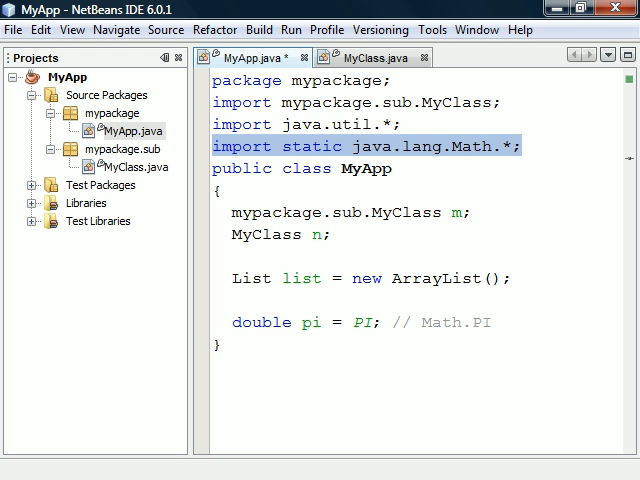 MyApp - NetBeans IDE 6.0.1
File Edit View Navigate Source Refactor Build Run Profile Versioning Tools Window Help
Projects
MyApp
Source Packages
mypackage
MyApp.java
mypackage.sub
MyClass.java
Test Packages
Libraries
Test Libraries
MyApp.java * MyClass.java
package mypackage;
import mypackage.sub.MyClass;
import java.util.*;
import static java.lang.Math.*;
public class MyApp
{
mypackage.sub.MyClass m;
MyClass n;
List list = new ArrayList();
double pi = PI; // Math.PI
}